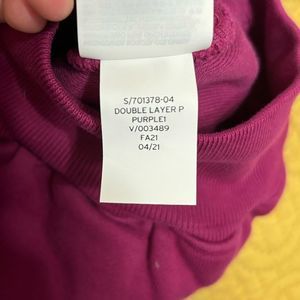 S/701378-04
DOUBLE LAYER P
PURPLE1
V/003489
FA21
04/21